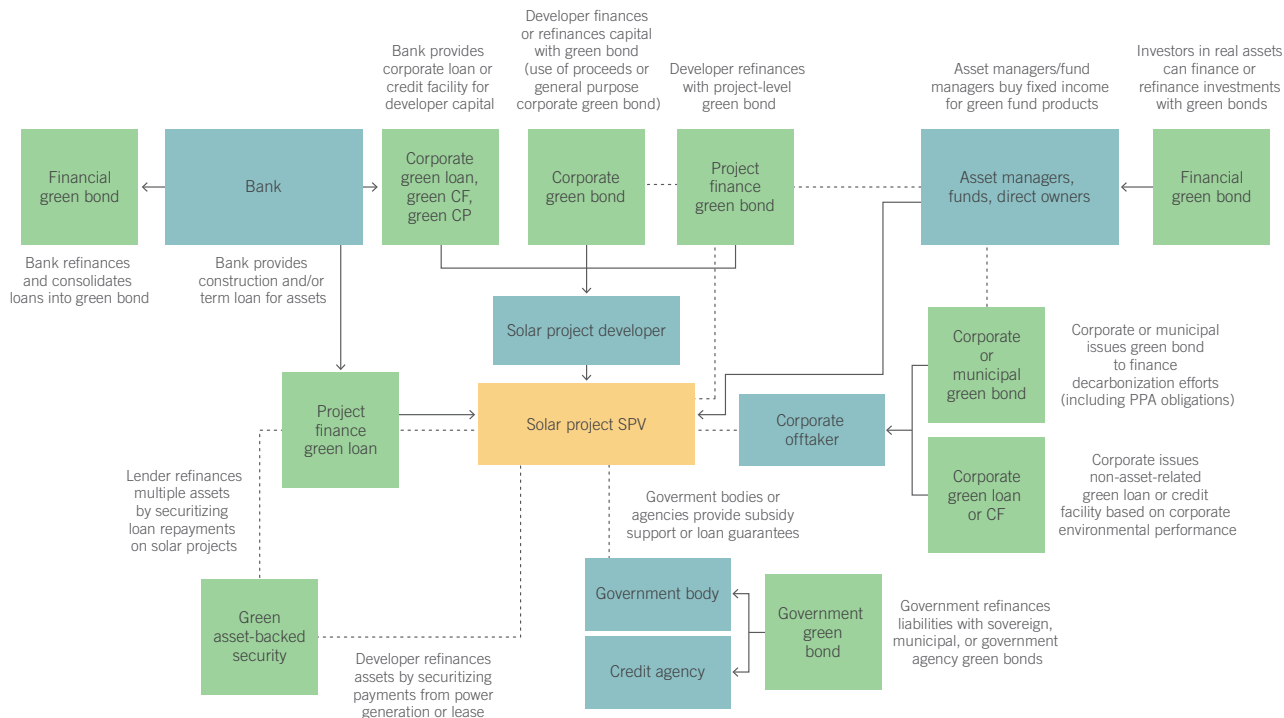 Developer finances
or refinances capital
with green bond
(use of proceeds or
general purpose
corporate green bond)
Bank provides
corporate loan or
credit facility for
developer capital
Developer refinances
with project-level
green bond
Asset managers/fund
managers buy fixed income
for green fund products
Investors in real assets
can finance or
refinance investments
with green bonds
Financial
green bond
Bank
Corporate
green loan,
green CF,
green CP
Corporate
green bond
Project
finance
green bond
Asset managers,
funds, direct owners
Financial
green bond
Bank refinances
and consolidates
loans into green bond
Bank provides
construction and/or
term loan for assets
Solar project developer
Corporate
or
municipal
green bond
Corporate or municipal
issues green bond
to finance
decarbonization efforts
(including PPA obligations)
Project
finance
green loan
Solar project SPV
Corporate
offtaker
Lender refinances
multiple assets
by securitizing
loan repayments
on solar projects
Goverment bodies or
agencies provide subsidy
support or loan guarantees
Corporate
green loan
or CF
Corporate issues
non-asset-related
green loan or credit
facility based on corporate
environmental performance
Green
asset-backed
security
Developer refinances
assets by securitizing
payments from power
generation or lease
Government body
Credit agency
Government
green
bond
Government refinances
liabilities with sovereign,
municipal, or government
agency green bonds